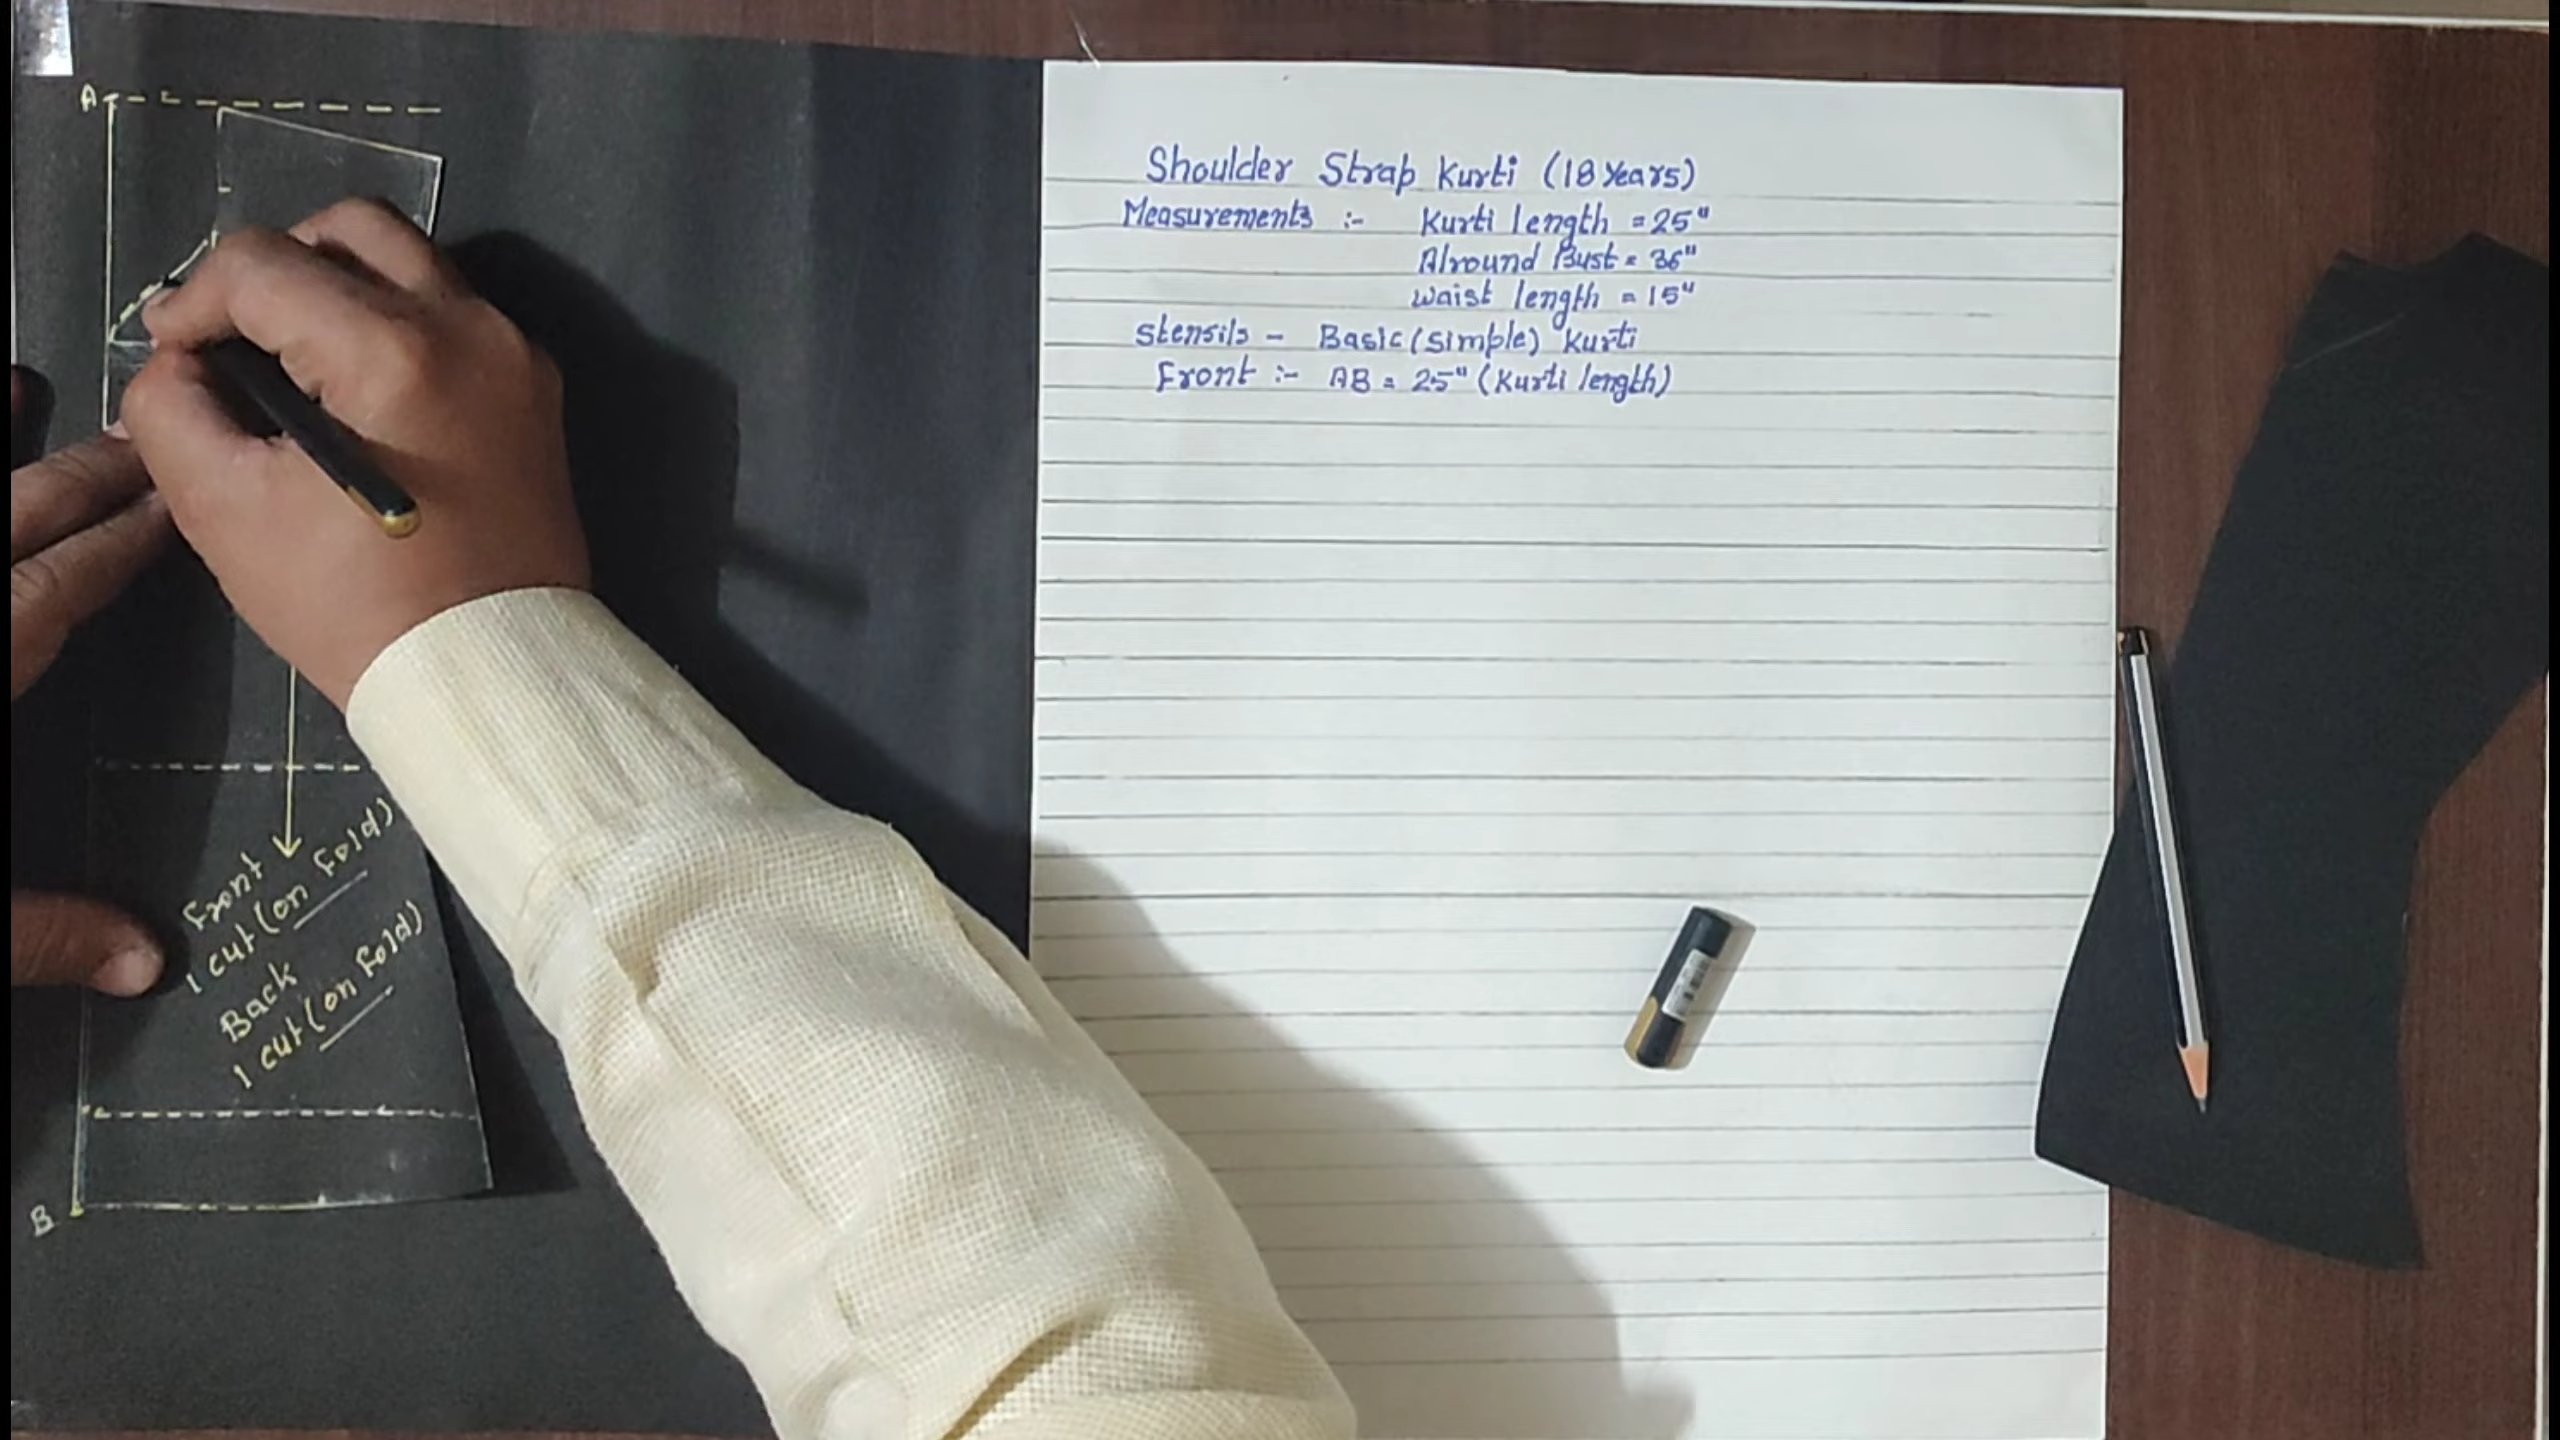 A
Front
1 cut (on fold)
Back
1 cut (on fold)
B
Shoulder Strap Kurti (18 Years)
Measurements :- Kurti length = 25"
Alround Bust = 36"
Waist length = 15"
Stensils - Basic (simple) Kurti
Front :- AB = 25" (Kurti length)